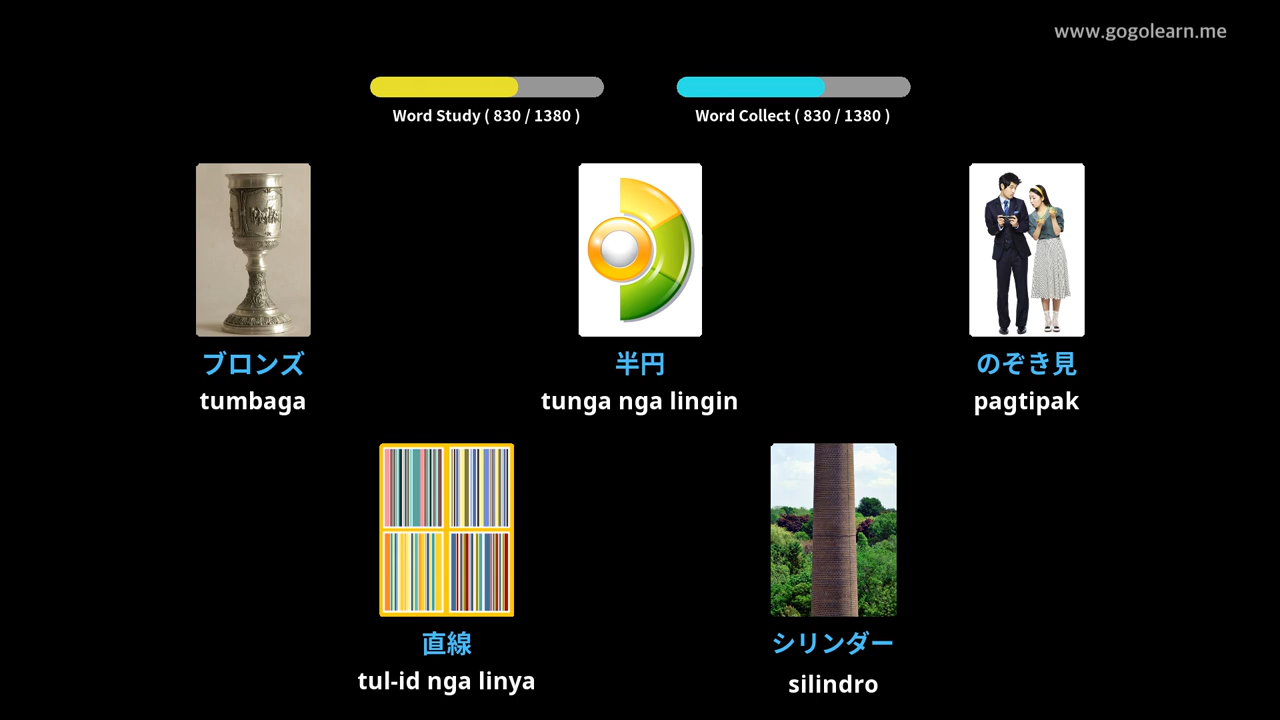 www.gogolearn.me
Word Study ( 830 / 1380 )
Word Collect ( 830 / 1380 )
ブロンズ
tumbaga
半円
tunga nga lingin
のぞき見
pagtipak
直線
tul-id nga linya
シリンダー
silindro